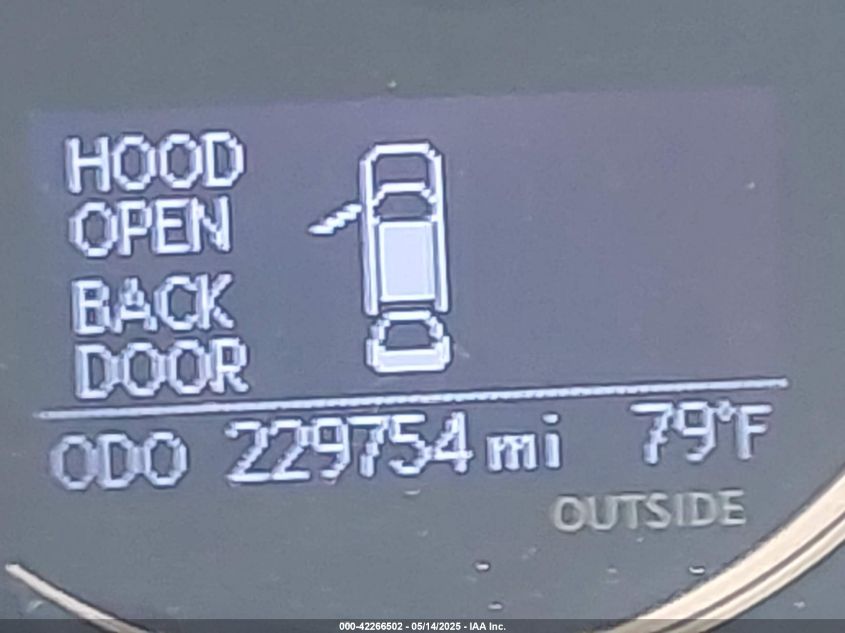 HOOD
OPEN
BACK
DOOR
ODO 229754 mi 79°F
OUTSIDE
000-42266502 - 05/14/2025 - IAA Inc.